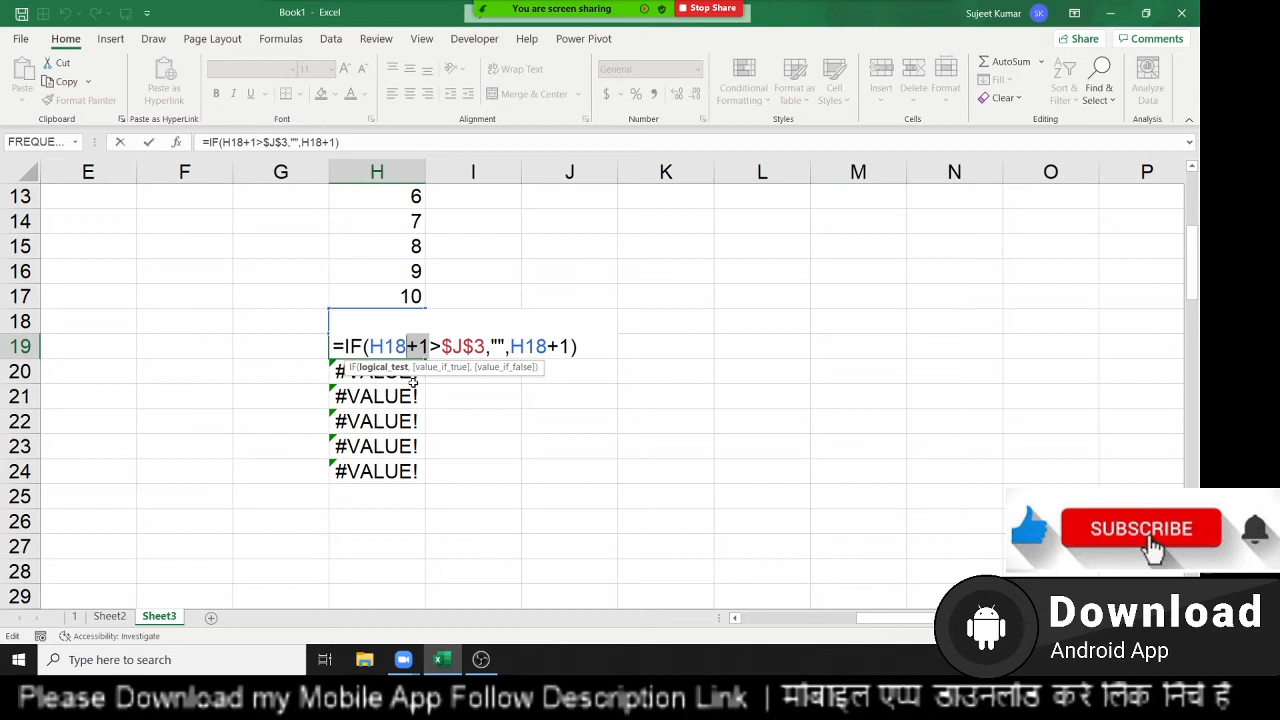 Book1 - Excel
You are screen sharing
Stop Share
Sujeet Kumar
SK
File
Home
Insert
Draw
Page Layout
Formulas
Data
Review
View
Developer
Help
Power Pivot
Share
Comments
Paste
Cut
Copy
Format Painter
Clipboard
Paste as Hyperlink
Paste as Hyperlink
11
B I U
Font
Wrap Text
Merge & Center
Alignment
General
$ % ,
Number
Conditional Formatting
Format as Table
Cell Styles
Styles
Insert
Delete
Format
Cells
AutoSum
Fill
Clear
Sort & Filter
Find & Select
Editing
Analyze Data
Analysis
FREQUE...
=IF(H18+1>$J$3,"",H18+1)
E F G H I J K L M N O P
13 6
14 7
15 8
16 9
17 10
18
19 =IF(H18+1>$J$3,"",H18+1)
IF(logical_test, [value_if_true], [value_if_false])
20 #VALUE!
21 #VALUE!
22 #VALUE!
23 #VALUE!
24 #VALUE!
25
26
27
28
29
SUBSCRIBE
Download
Android App
1
Sheet2
Sheet3
Edit
Accessibility: Investigate
Type here to search
Please Download my Mobile App Follow Description Link | मोबाइल एप्प डाउनलोड करे लिंक निचे है